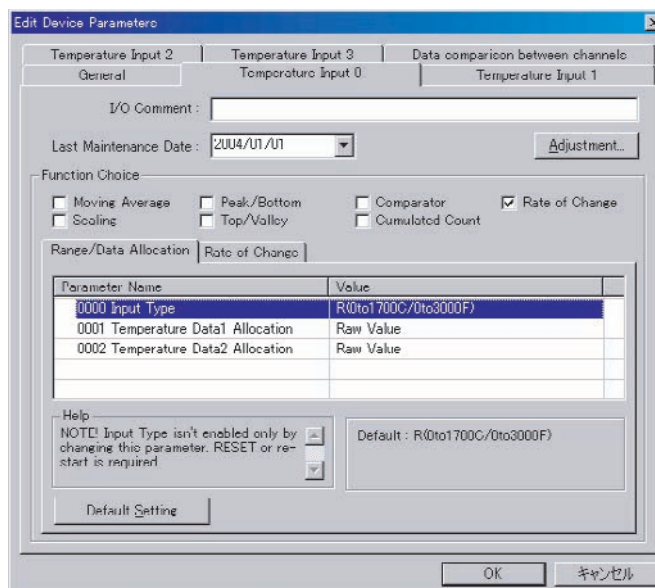 Edit Device Parameters
Temperature Input 2 Temperature Input 3 Data comparison between channels
General Temperature Input 0 Temperature Input 1
I/O Comment :
Last Maintenance Date : 2004/01/01 Adjustment...
Function Choice
Moving Average Peak/Bottom Comparator Rate of Change
Scaling Top/Valley Cumulated Count
Range/Data Allocation Rate of Change
Parameter Name Value
0000 Input Type R(0to1700C/0to3000F)
0001 Temperature Data1 Allocation Raw Value
0002 Temperature Data2 Allocation Raw Value
Help
NOTE! Input Type isn't enabled only by
changing this parameter. RESET or re-
start is required
Default : R(0to1700C/0to3000F)
Default Setting
OK キャンセル